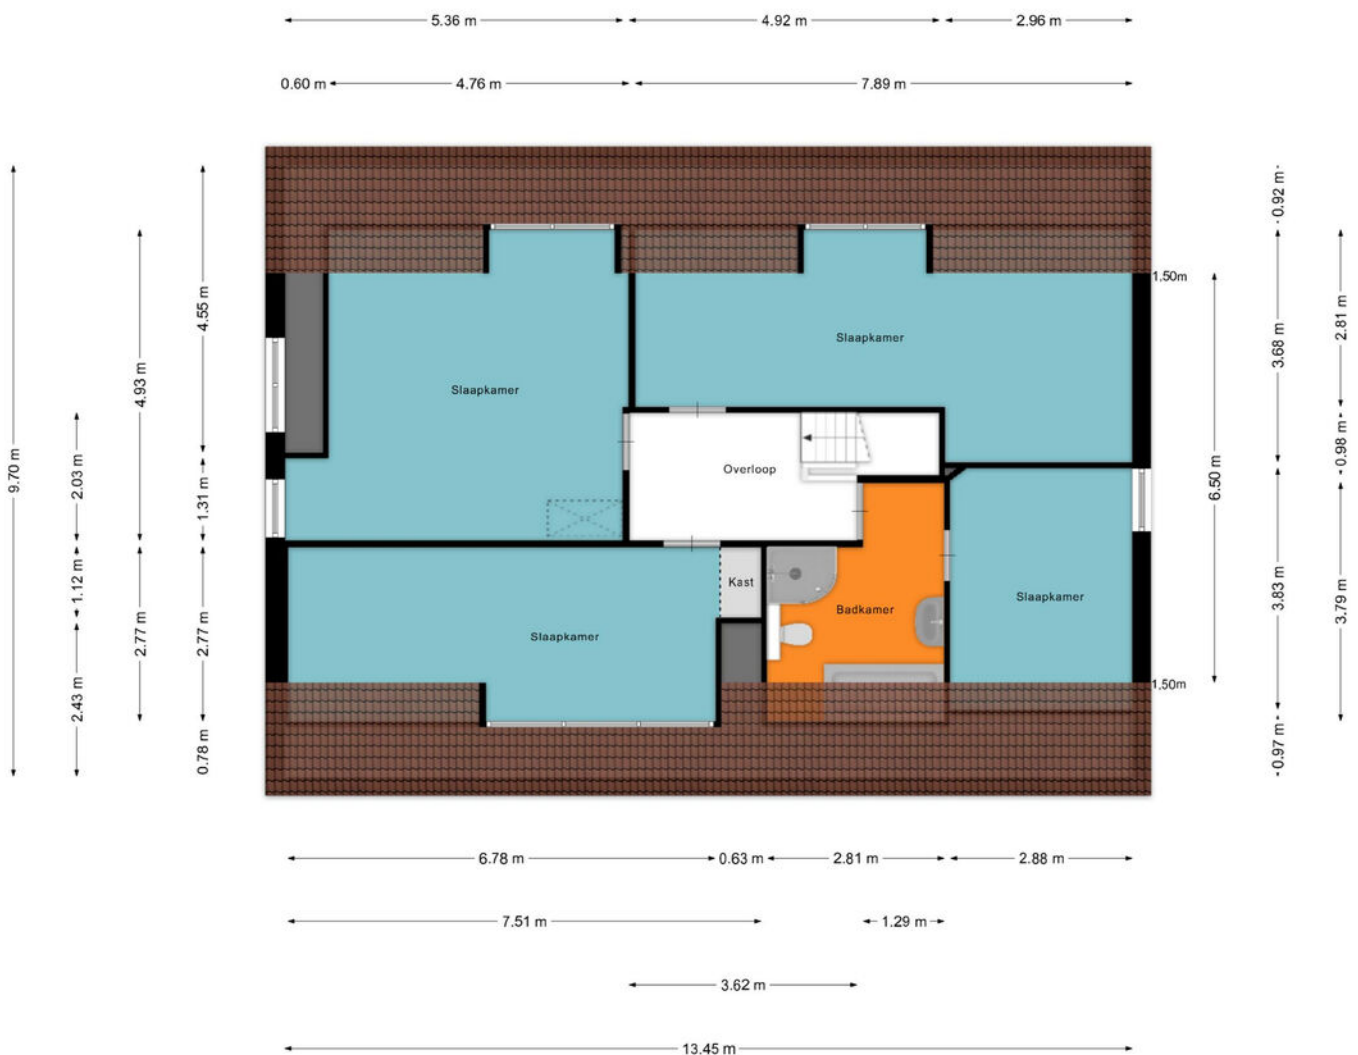 5.36 m
4.92 m
2.96 m
0.60 m
4.76 m
7.89 m
9.70 m
2.03 m
1.12 m
2.43 m
4.93 m
2.77 m
4.55 m
1.31 m
2.77 m
0.78 m
Slaapkamer
Slaapkamer
Overloop
Slaapkamer
Kast
Badkamer
Slaapkamer
1,50m
1,50m
6.50 m
0.92 m
3.68 m
3.83 m
0.97 m
2.81 m
0.98 m
3.79 m
6.78 m
0.63 m
2.81 m
2.88 m
7.51 m
1.29 m
3.62 m
13.45 m